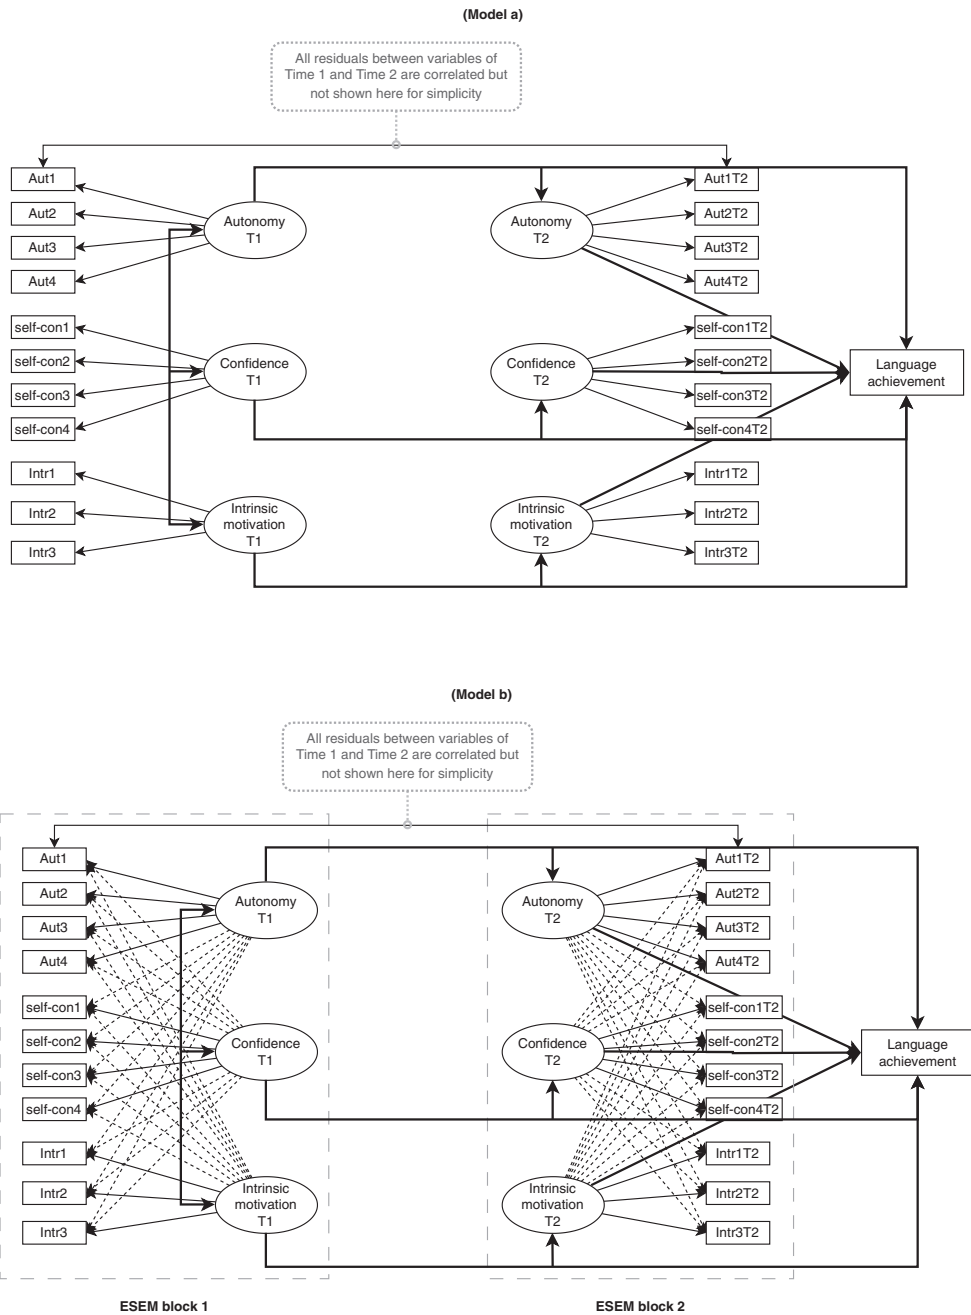 (Model a)
All residuals between variables of
Time 1 and Time 2 are correlated but
not shown here for simplicity
Aut1
Aut2
Aut3
Aut4
self-con1
self-con2
self-con3
self-con4
Intr1
Intr2
Intr3
Autonomy
T1
Confidence
T1
Intrinsic
motivation
T1
Autonomy
T2
Confidence
T2
Intrinsic
motivation
T2
Aut1T2
Aut2T2
Aut3T2
Aut4T2
self-con1T2
self-con2T2
self-con3T2
self-con4T2
Intr1T2
Intr2T2
Intr3T2
Language
achievement
(Model b)
All residuals between variables of
Time 1 and Time 2 are correlated but
not shown here for simplicity
Aut1
Aut2
Aut3
Aut4
self-con1
self-con2
self-con3
self-con4
Intr1
Intr2
Intr3
Autonomy
T1
Confidence
T1
Intrinsic
motivation
T1
Autonomy
T2
Confidence
T2
Intrinsic
motivation
T2
Aut1T2
Aut2T2
Aut3T2
Aut4T2
self-con1T2
self-con2T2
self-con3T2
self-con4T2
Intr1T2
Intr2T2
Intr3T2
Language
achievement
ESEM block 1
ESEM block 2